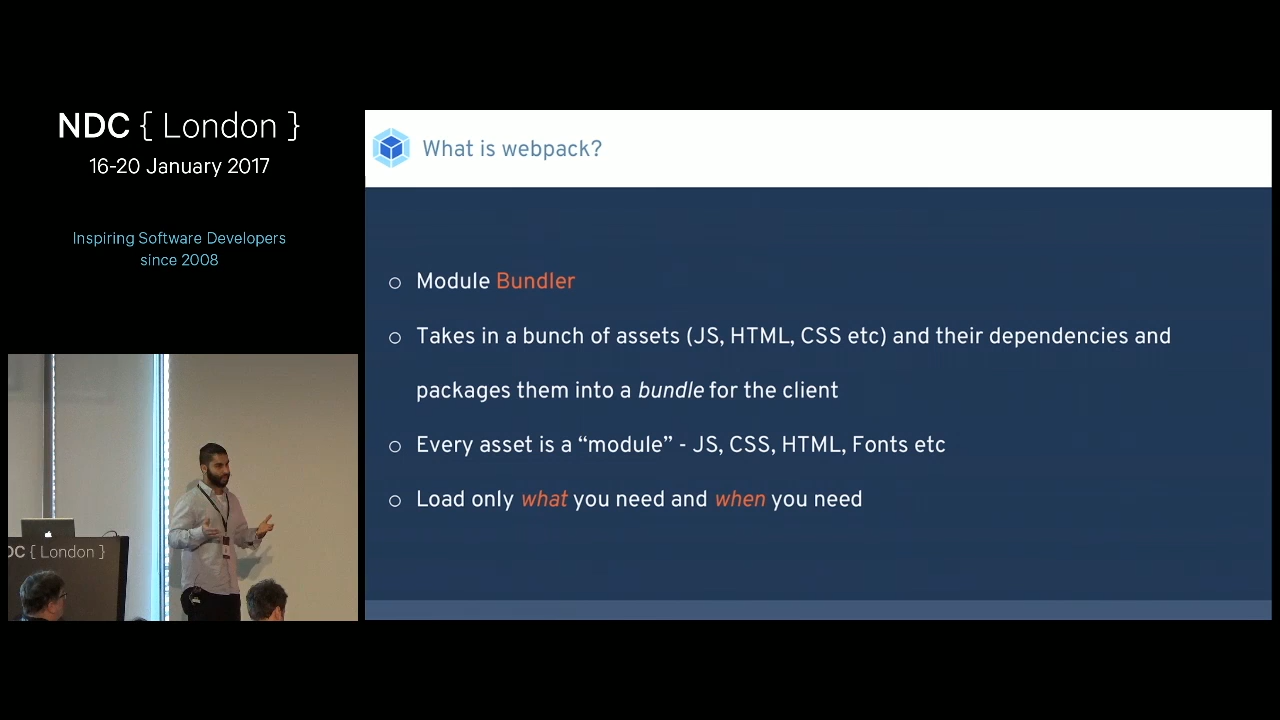 NDC { London }
16-20 January 2017
Inspiring Software Developers
since 2008
What is webpack?
Module Bundler
Takes in a bunch of assets (JS, HTML, CSS etc) and their dependencies and
packages them into a bundle for the client
Every asset is a “module” - JS, CSS, HTML, Fonts etc
Load only what you need and when you need
DC { London }